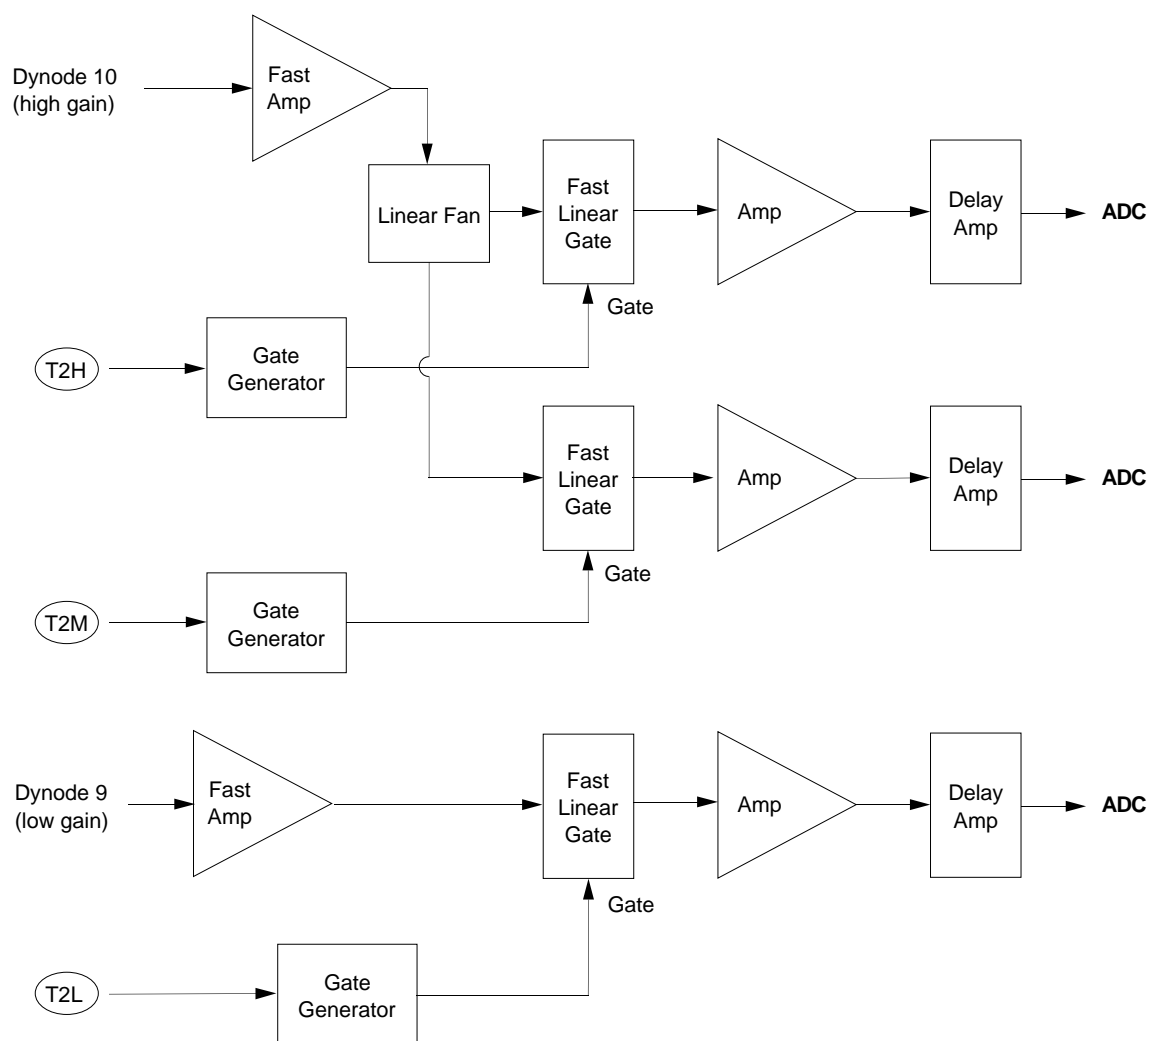 Dynode 10
(high gain)
Fast
Amp
Linear Fan
Fast
Linear
Gate
Amp
Delay
Amp
ADC
Gate
T2H
Gate
Generator
Fast
Linear
Gate
Amp
Delay
Amp
ADC
Gate
T2M
Gate
Generator
Dynode 9
(low gain)
Fast
Amp
Fast
Linear
Gate
Amp
Delay
Amp
ADC
Gate
T2L
Gate
Generator